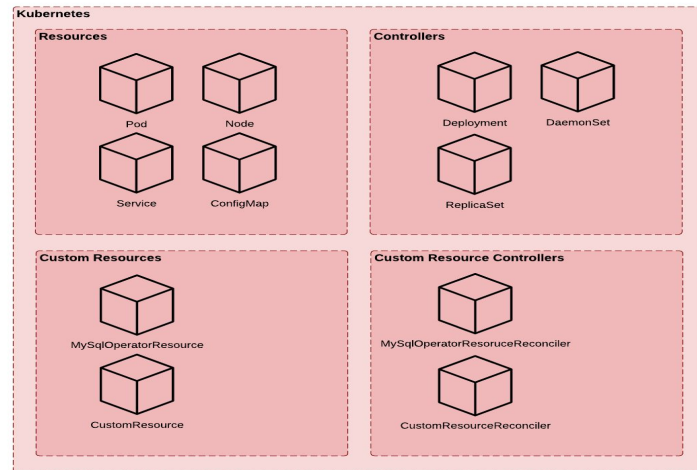 Kubernetes
Resources
Pod
Node
Service
ConfigMap
Controllers
Deployment
DaemonSet
ReplicaSet
Custom Resources
MySqlOperatorResource
CustomResource
Custom Resource Controllers
MySqlOperatorResoruceReconciler
CustomResourceReconciler